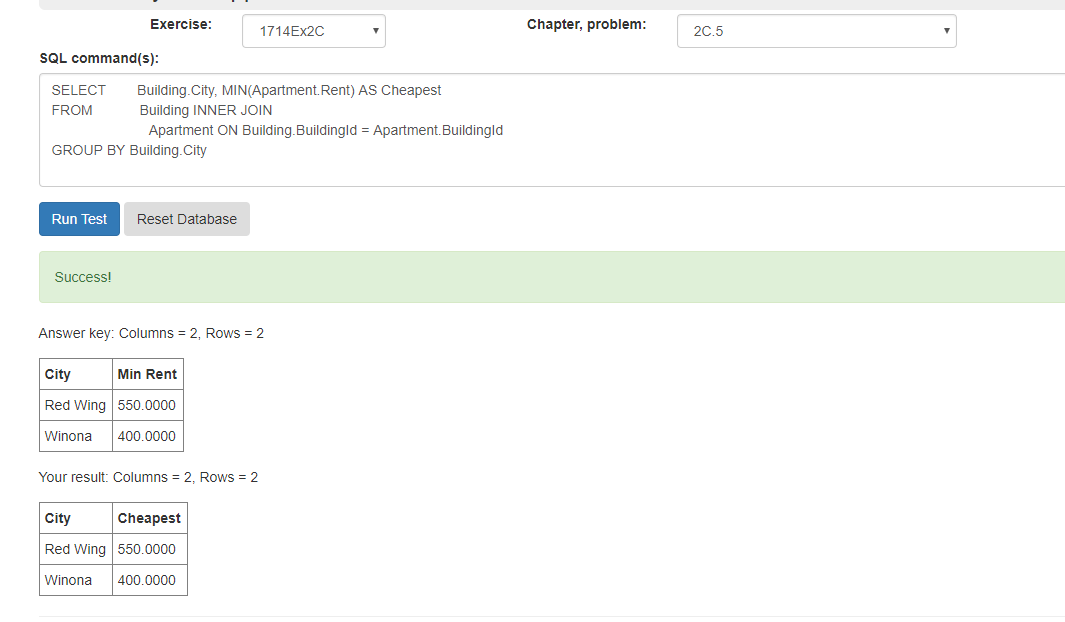 Exercise: 1714Ex2C Chapter, problem: 2C.5
SQL command(s):
SELECT Building.City, MIN(Apartment.Rent) AS Cheapest
FROM Building INNER JOIN
Apartment ON Building.BuildingId = Apartment.BuildingId
GROUP BY Building.City
Run Test Reset Database
Success!
Answer key: Columns = 2, Rows = 2
City Min Rent
Red Wing 550.0000
Winona 400.0000
Your result: Columns = 2, Rows = 2
City Cheapest
Red Wing 550.0000
Winona 400.0000